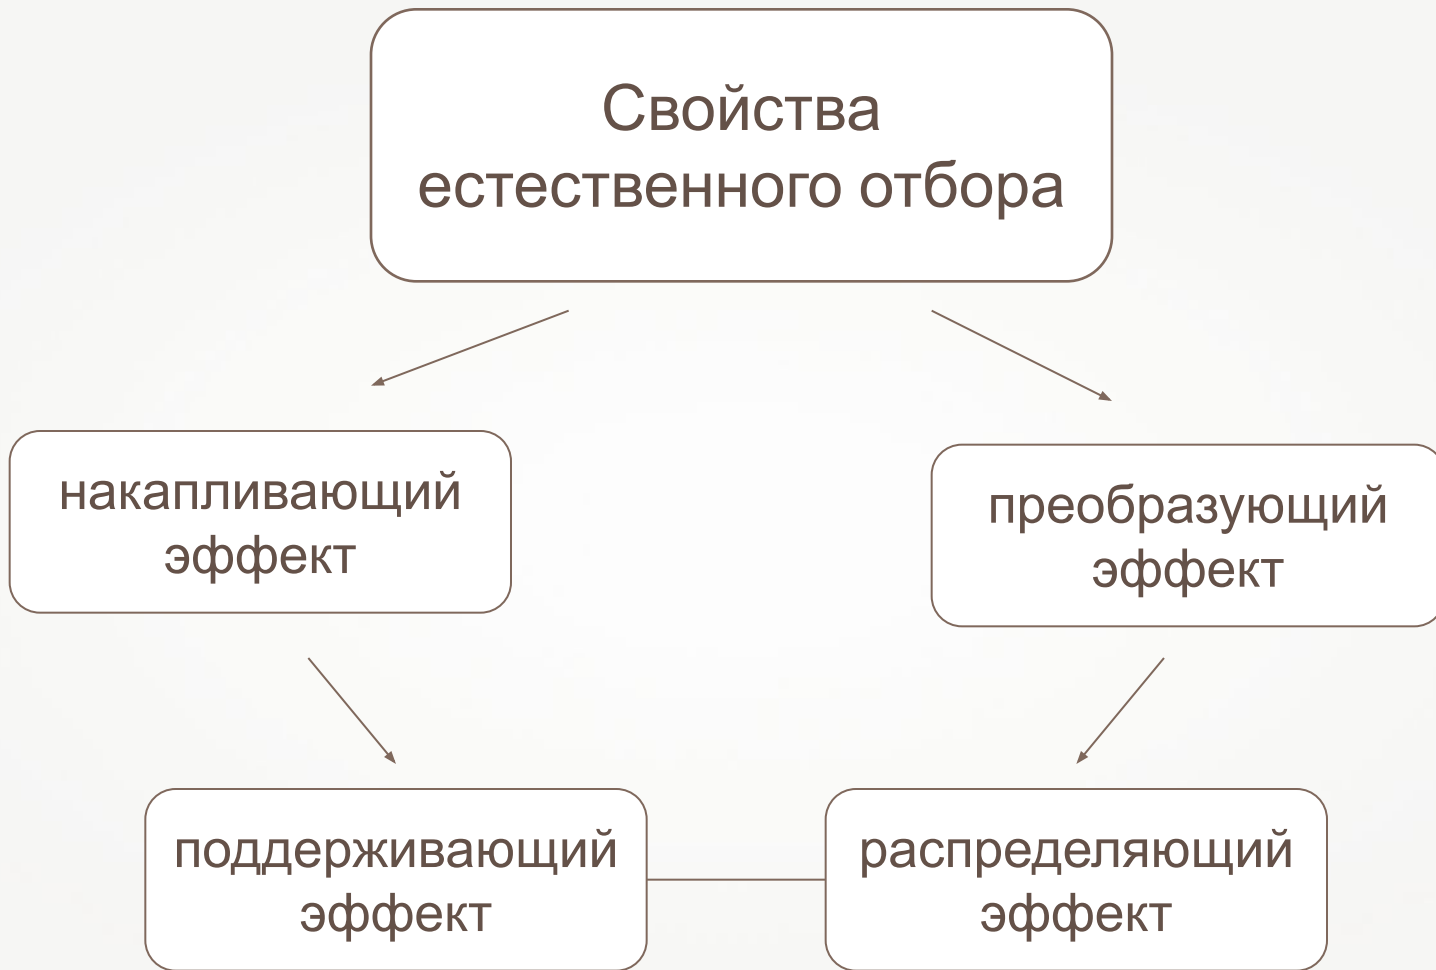 Свойства
естественного отбора
накапливающий
эффект
преобразующий
эффект
поддерживающий
эффект
распределяющий
эффект